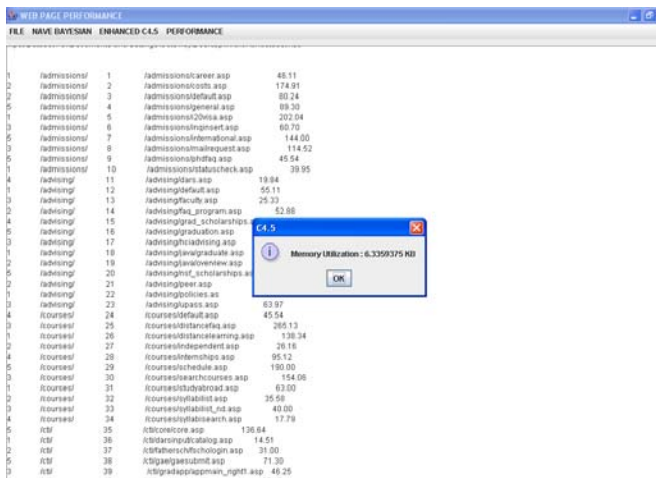 WEB PAGE PERFORMANCE
FILE NAVE BAYESIAN ENHANCED C4.5 PERFORMANCE
1 /admissions/ 1 /admissions/career.asp 46.11
2 /admissions/ 2 /admissions/costs.asp 174.91
2 /admissions/ 3 /admissions/default.asp 80.24
5 /admissions/ 4 /admissions/general.asp 89.30
1 /admissions/ 5 /admissions/i20visa.asp 202.04
3 /admissions/ 6 /admissions/inqinsert.asp 60.70
5 /admissions/ 7 /admissions/international.asp 144.00
3 /admissions/ 8 /admissions/mailrequest.asp 114.52
5 /admissions/ 9 /admissions/phdfaq.asp 45.54
1 /admissions/ 10 /admissions/statuscheck.asp 39.95
4 /advising/ 11 /advising/dars.asp 19.84
1 /advising/ 12 /advising/default.asp 55.11
3 /advising/ 13 /advising/faculty.asp 25.33
2 /advising/ 14 /advising/faq_program.asp 52.88
4 /advising/ 15 /advising/grad_scholarships.a
5 /advising/ 16 /advising/graduation.asp
3 /advising/ 17 /advising/hciadvising.asp
1 /advising/ 18 /advising/java/graduate.asp
2 /advising/ 19 /advising/java/overview.asp
5 /advising/ 20 /advising/nsf_scholarships.as
2 /advising/ 21 /advising/peer.asp
1 /advising/ 22 /advising/policies.as
3 /advising/ 23 /advising/upass.asp 63.97
4 /courses/ 24 /courses/default.asp 45.54
3 /courses/ 25 /courses/distancefaq.asp 265.13
1 /courses/ 26 /courses/distancelearning.asp 138.34
2 /courses/ 27 /courses/independent.asp 26.16
4 /courses/ 28 /courses/internships.asp 95.12
5 /courses/ 29 /courses/schedule.asp 190.00
3 /courses/ 30 /courses/searchcourses.asp 154.06
1 /courses/ 31 /courses/studyabroad.asp 63.00
2 /courses/ 32 /courses/syllabilist.asp 35.58
3 /courses/ 33 /courses/syllabilist_nd.asp 40.00
4 /courses/ 34 /courses/syllabisearch.asp 17.79
5 /cti/ 35 /cti/core/core.asp 136.64
1 /cti/ 36 /cti/darsinput/catalog.asp 14.51
2 /cti/ 37 /cti/fathersch/fschologin.asp 31.00
5 /cti/ 38 /cti/gae/gaesubmit.asp 71.30
3 /cti/ 39 /cti/gradapp/appmain_right1.asp 46.25
C4.5
Memory Utilization : 6.3359375 KB
OK